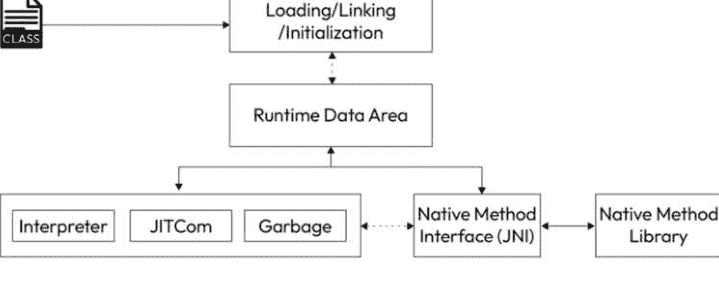 CLASS
Loading/Linking
/Initialization
Runtime Data Area
Interpreter
JITCom
Garbage
Native Method
Interface (JNI)
Native Method
Library